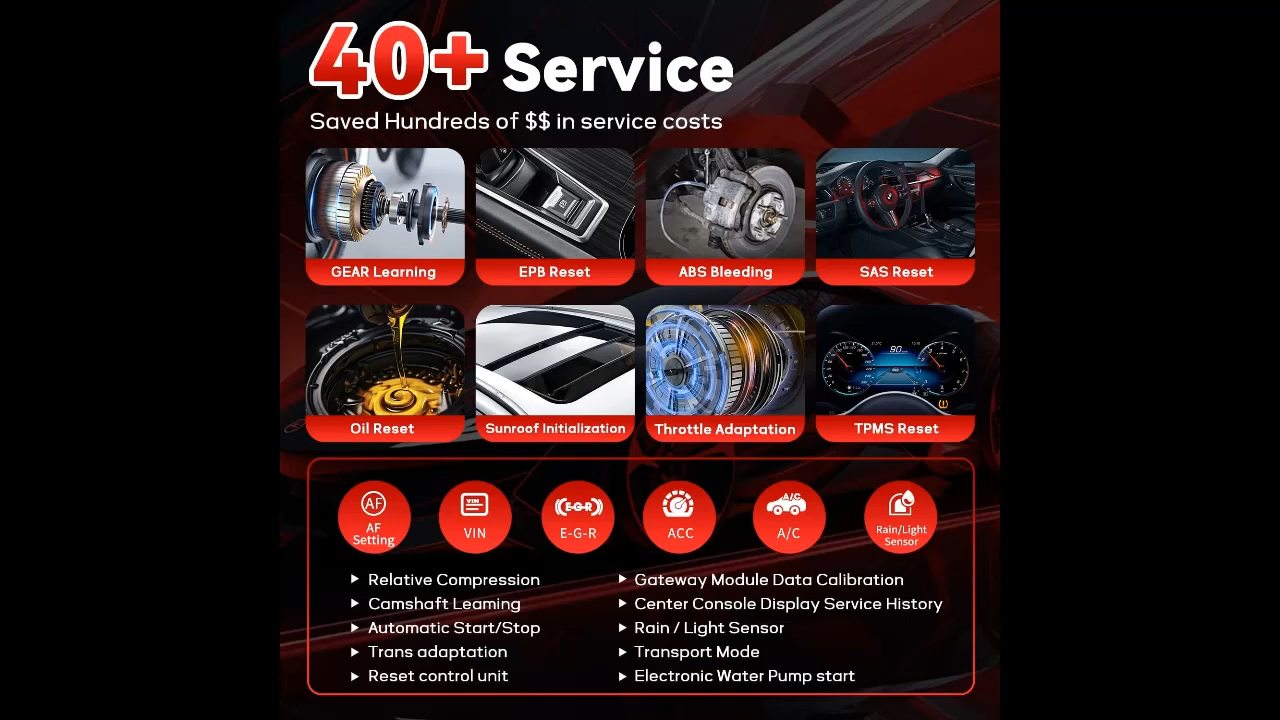 40+ Service
Saved Hundreds of $$ in service costs
GEAR Learning
EPB Reset
ABS Bleeding
SAS Reset
Oil Reset
Sunroof Initialization
Throttle Adaptation
TPMS Reset
AF
AF
Setting
VIN
VIN
E-G-R
E-G-R
ACC
A/C
A/C
Rain/Light
Sensor
Relative Compression
Camshaft Leaming
Automatic Start/Stop
Trans adaptation
Reset control unit
Gateway Module Data Calibration
Center Console Display Service History
Rain / Light Sensor
Transport Mode
Electronic Water Pump start